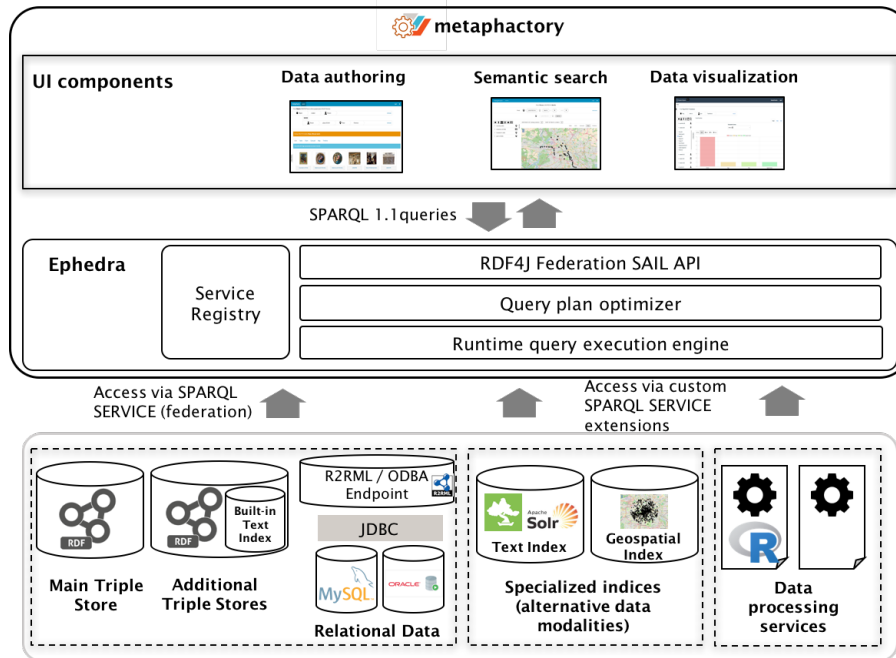 metaphactory
UI components
Data authoring
Semantic search
Data visualization
SPARQL 1.1queries
Ephedra
Service
Registry
RDF4J Federation SAIL API
Query plan optimizer
Runtime query execution engine
Access via SPARQL
SERVICE (federation)
Access via custom
SPARQL SERVICE
extensions
RDF
Main Triple
Store
RDF
Built-in
Text
Index
Additional
Triple Stores
R2RML / ODBA
Endpoint
R2RML
JDBC
MySQL
ORACLE
Relational Data
Apache
Solr
Text Index
Geospatial
Index
Specialized indices
(alternative data
modalities)
R
Data
processing
services